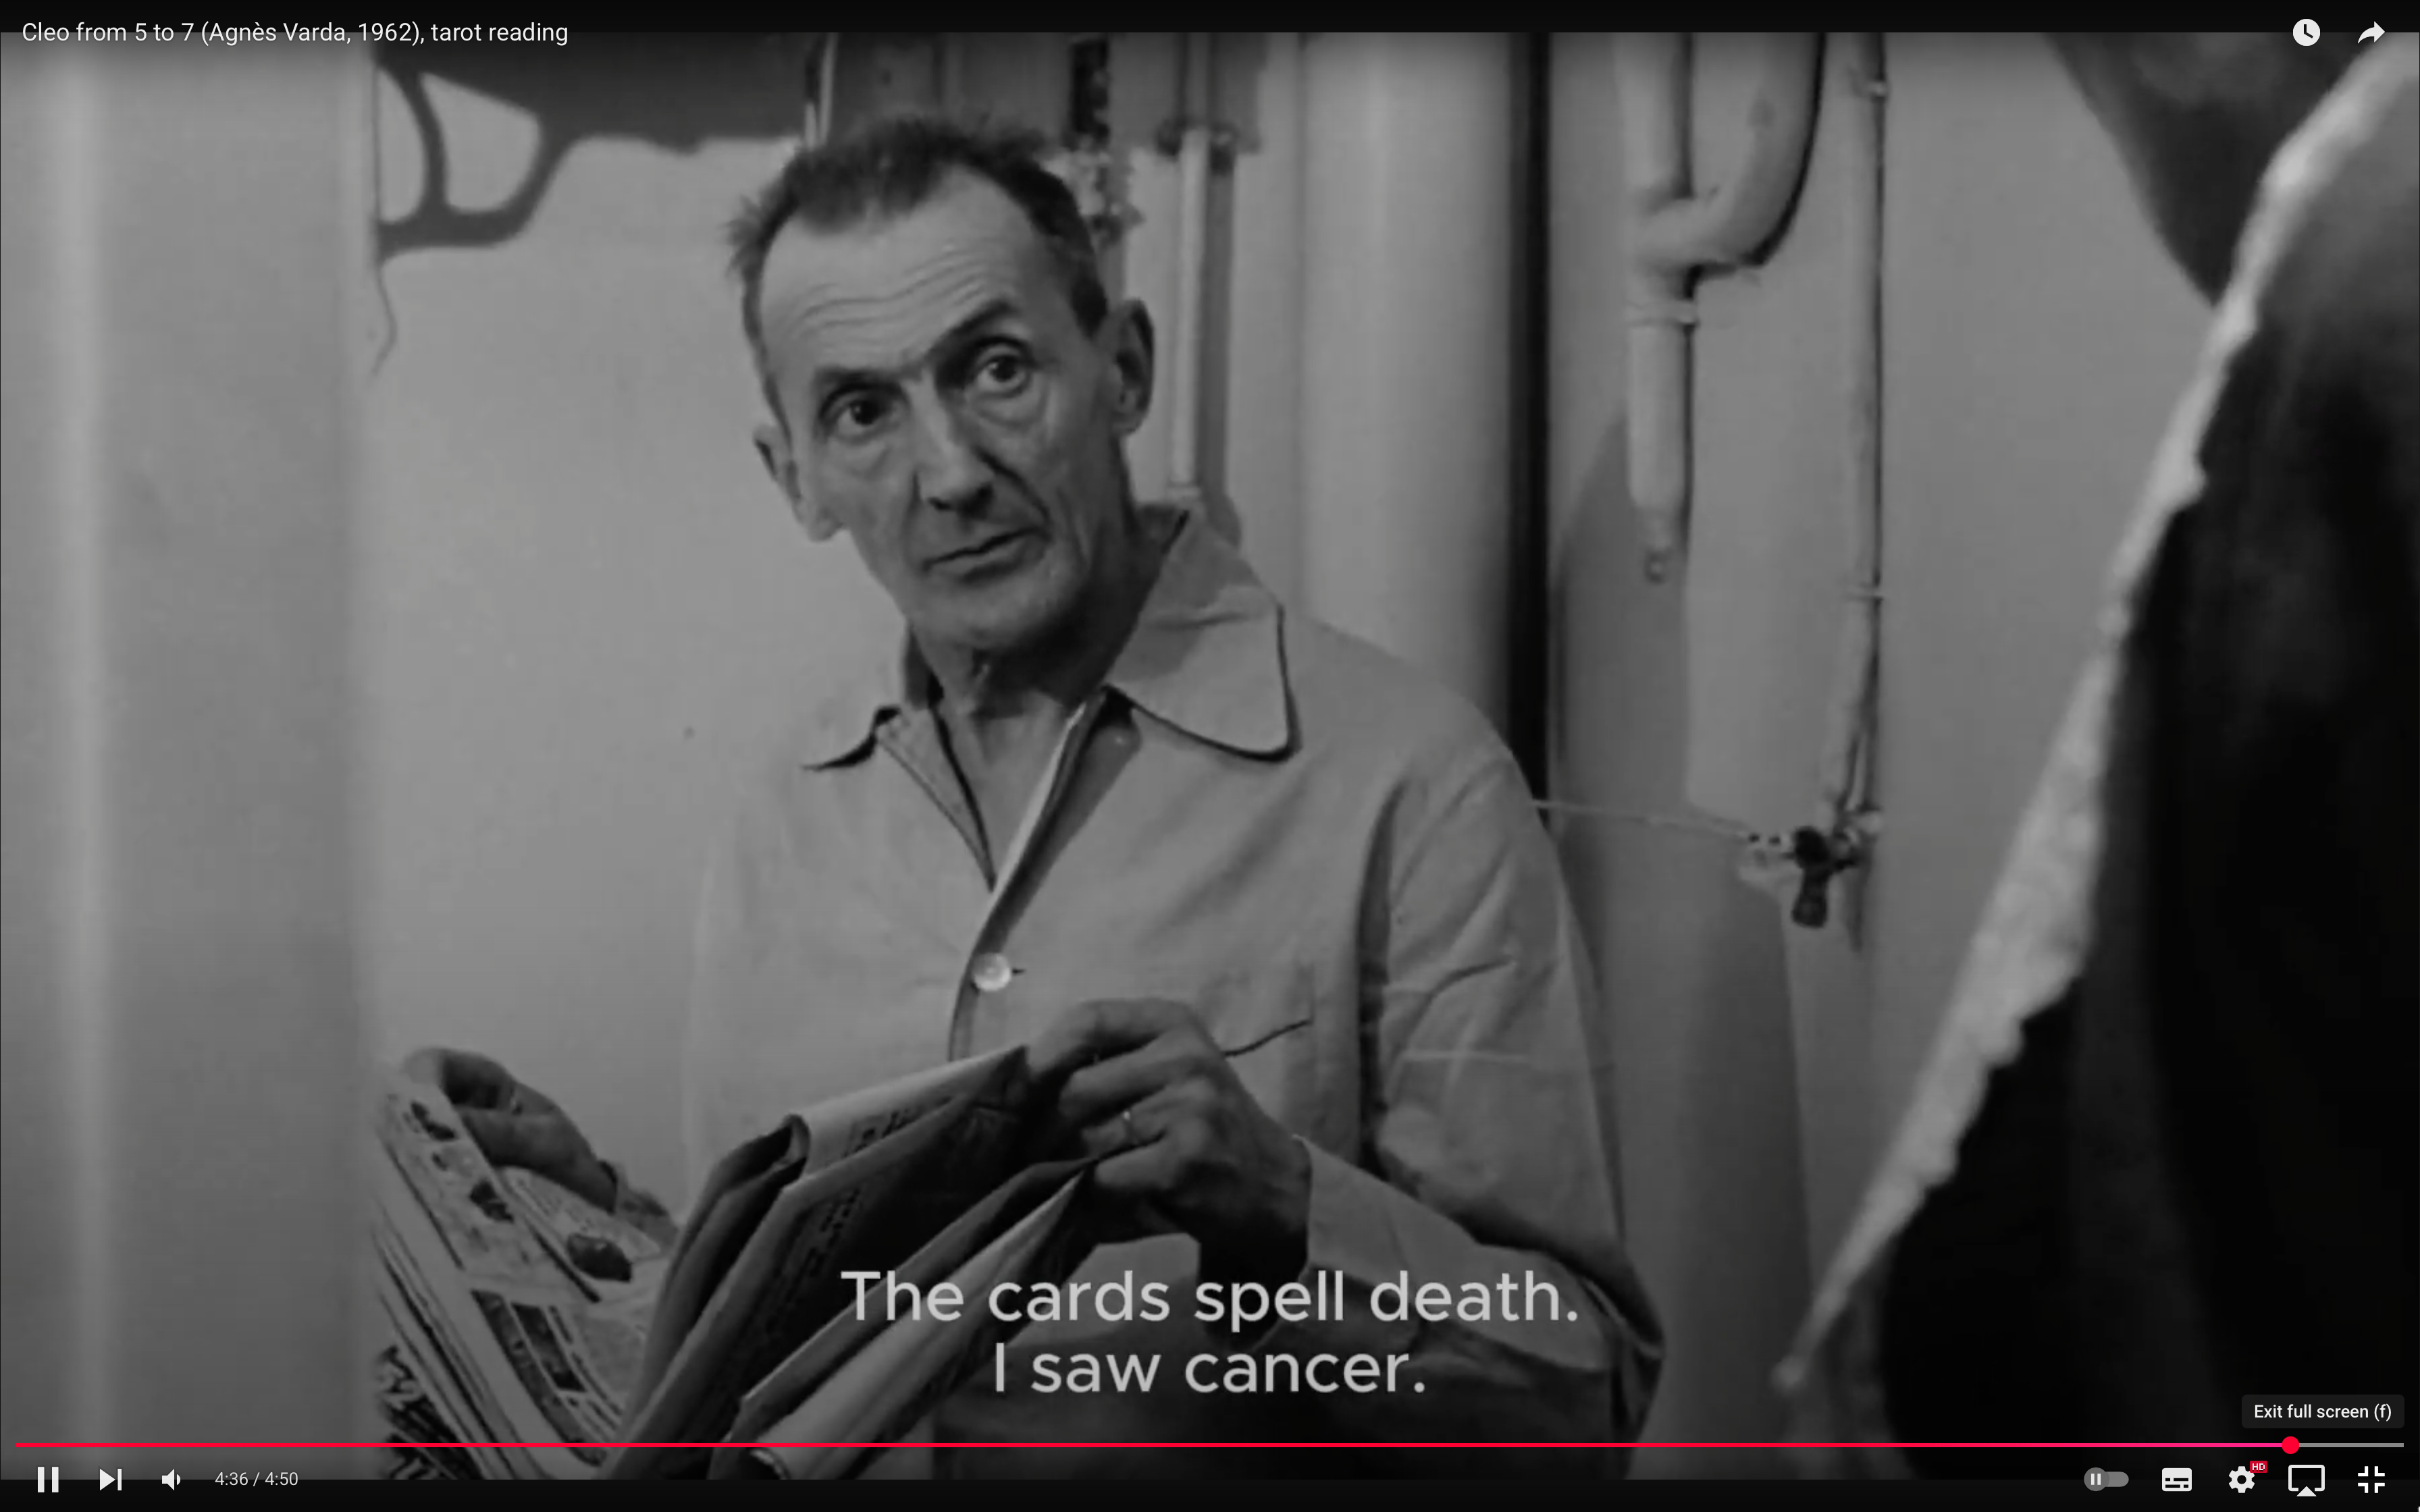 Cleo from 5 to 7 (Agnès Varda, 1962), tarot reading
The cards spell death.
I saw cancer.
Exit full screen (f)
4:36 / 4:50
HD